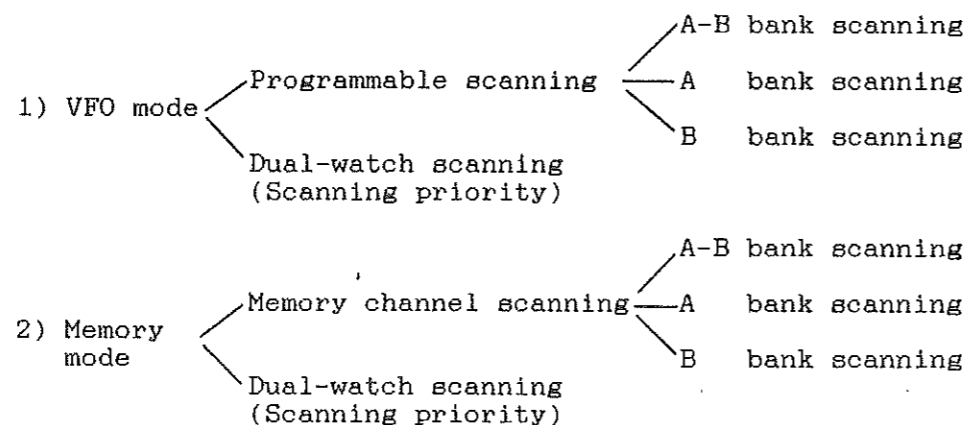 A-B bank scanning
Programmable scanning A bank scanning
1) VFO mode
B bank scanning
Dual-watch scanning
(Scanning priority)
A-B bank scanning
Memory channel scanning A bank scanning
2) Memory
mode B bank scanning
Dual-watch scanning
(Scanning priority)